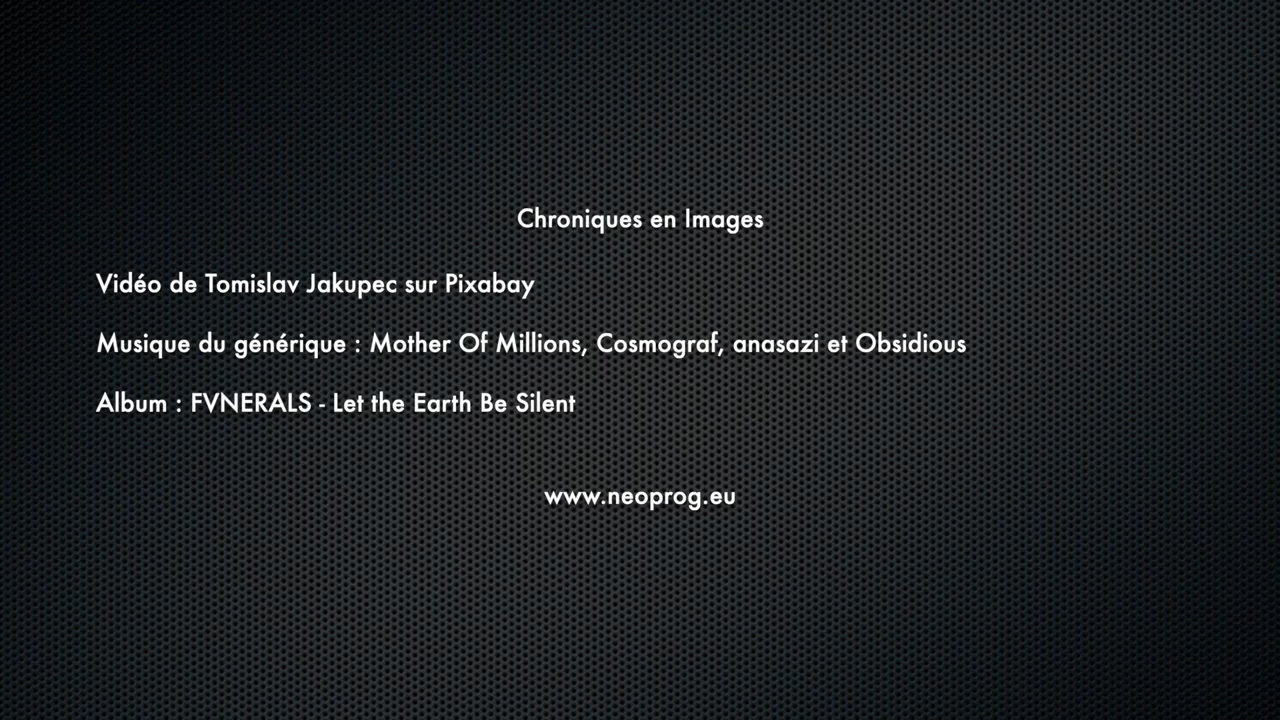 Chroniques en Images
Vidéo de Tomislav Jakupec sur Pixabay
Musique du générique : Mother Of Millions, Cosmograf, anasazi et Obsidious
Album : FVNERALS - Let the Earth Be Silent
www.neoprog.eu